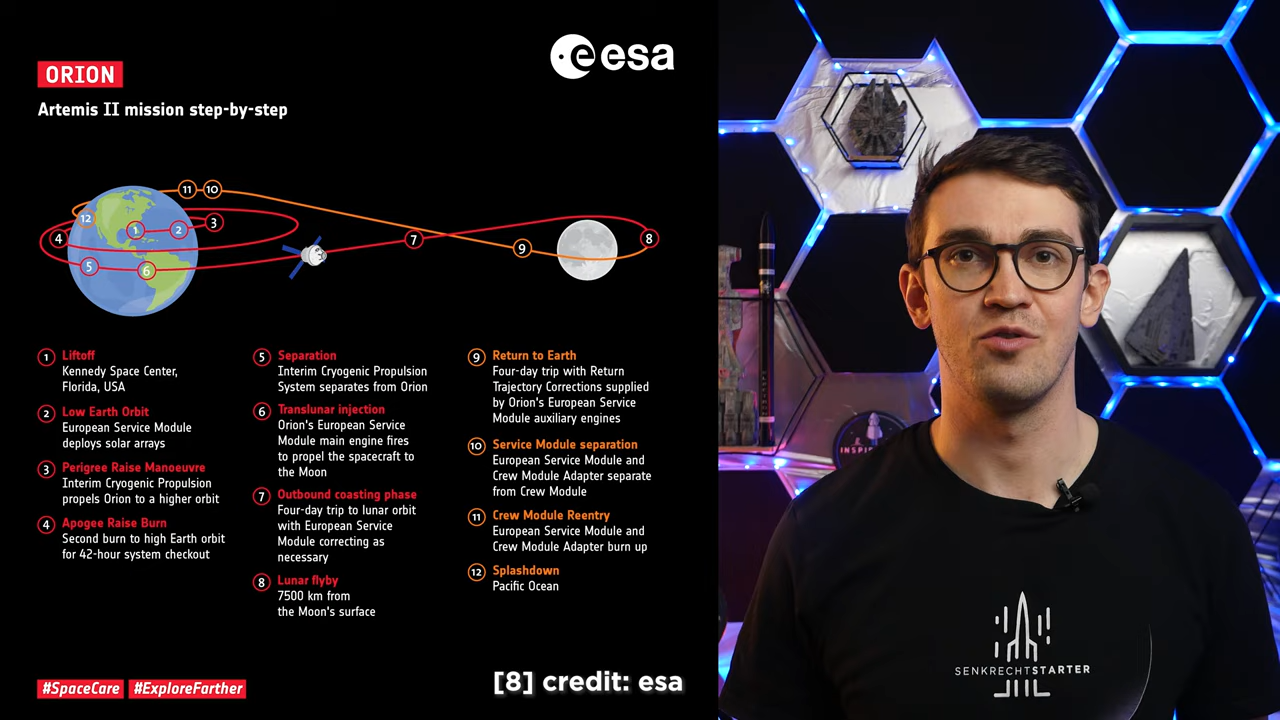 esa
ORION
Artemis II mission step-by-step
11 10
12 1 2 3
4 7 9 8
5 6
1 Liftoff
Kennedy Space Center,
Florida, USA
2 Low Earth Orbit
European Service Module
deploys solar arrays
3 Perigee Raise Manoeuvre
Interim Cryogenic Propulsion
propels Orion to a higher orbit
4 Apogee Raise Burn
Second burn to high Earth orbit
for 42-hour system checkout
5 Separation
Interim Cryogenic Propulsion
System separates from Orion
6 Translunar injection
Orion's European Service
Module main engine fires
to propel the spacecraft to
the Moon
7 Outbound coasting phase
Four-day trip to lunar orbit
with European Service
Module correcting as
necessary
8 Lunar flyby
7500 km from
the Moon's surface
9 Return to Earth
Four-day trip with Return
Trajectory Corrections supplied
by Orion's European Service
Module auxiliary engines
10 Service Module separation
European Service Module and
Crew Module Adapter separate
from Crew Module
11 Crew Module Reentry
European Service Module and
Crew Module Adapter burn up
12 Splashdown
Pacific Ocean
#SpaceCare #ExploreFarther
[8] credit: esa
SENKRECHTSTARTER